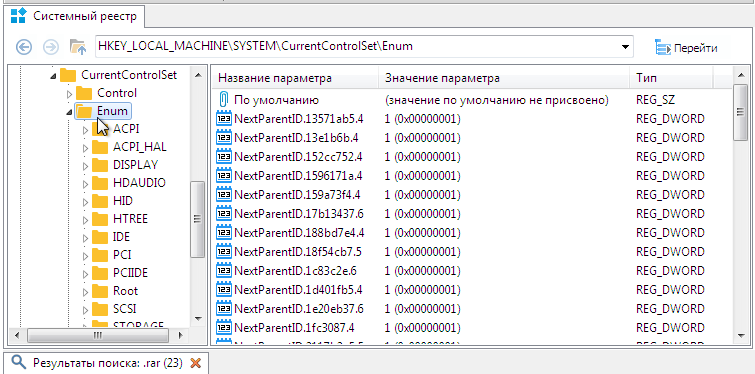 Системный реестр
HKEY_LOCAL_MACHINE\SYSTEM\CurrentControlSet\Enum
Перейти
CurrentControlSet
Control
Enum
ACPI
ACPI_HAL
DISPLAY
HDAUDIO
HID
HTREE
IDE
PCI
PCIIDE
Root
SCSI
STORAGE
Название параметра Значение параметра Тип
По умолчанию (значение по умолчанию не присвоено) REG_SZ
NextParentID.13571ab5.4 1 (0x00000001) REG_DWORD
NextParentID.13e1b6b.4 1 (0x00000001) REG_DWORD
NextParentID.152cc752.4 1 (0x00000001) REG_DWORD
NextParentID.1596171a.4 1 (0x00000001) REG_DWORD
NextParentID.159a73f4.4 1 (0x00000001) REG_DWORD
NextParentID.17b13437.6 1 (0x00000001) REG_DWORD
NextParentID.188bd7e4.4 1 (0x00000001) REG_DWORD
NextParentID.18f54cb7.5 1 (0x00000001) REG_DWORD
NextParentID.1c83c2e.6 1 (0x00000001) REG_DWORD
NextParentID.1d401fb5.4 1 (0x00000001) REG_DWORD
NextParentID.1e20eb37.6 1 (0x00000001) REG_DWORD
NextParentID.1fc3087.4 1 (0x00000001) REG_DWORD
1 (0x00000001) REG_DWORD
Результаты поиска: .rar (23)